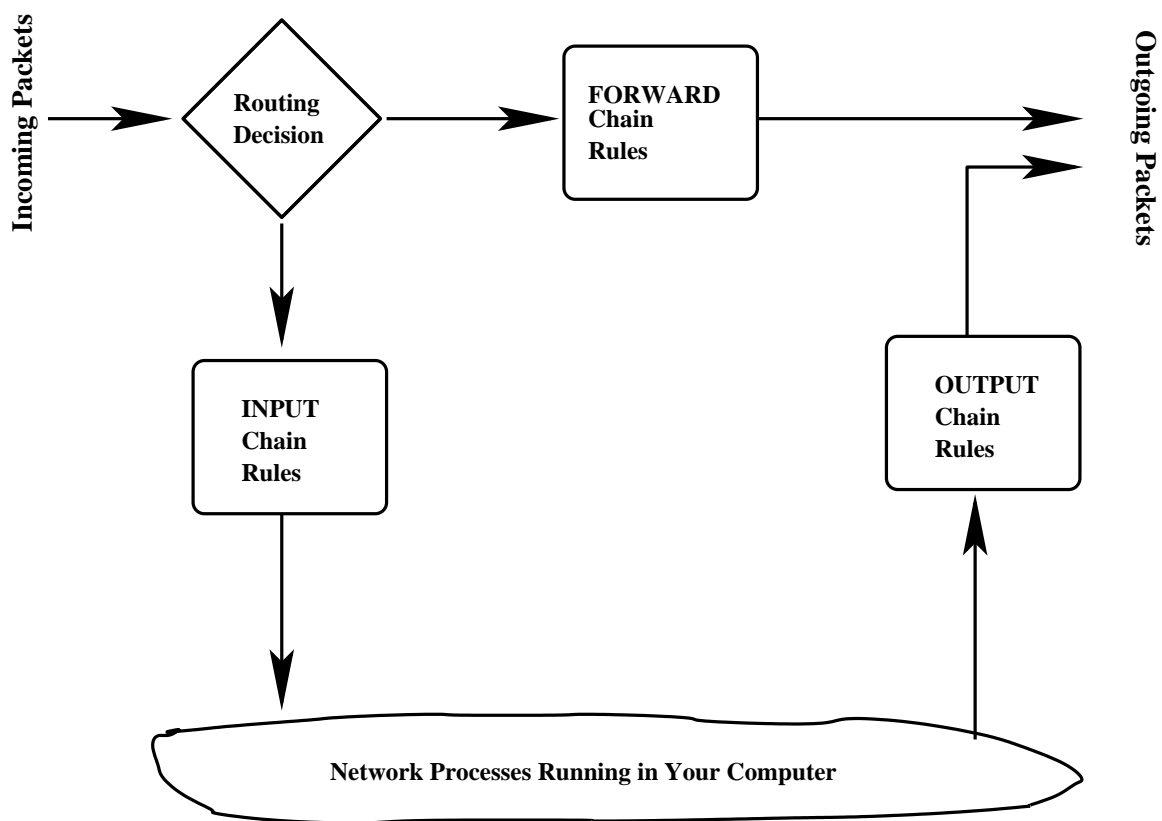 Incoming Packets
Routing
Decision
FORWARD
Chain
Rules
Outgoing Packets
INPUT
Chain
Rules
OUTPUT
Chain
Rules
Network Processes Running in Your Computer